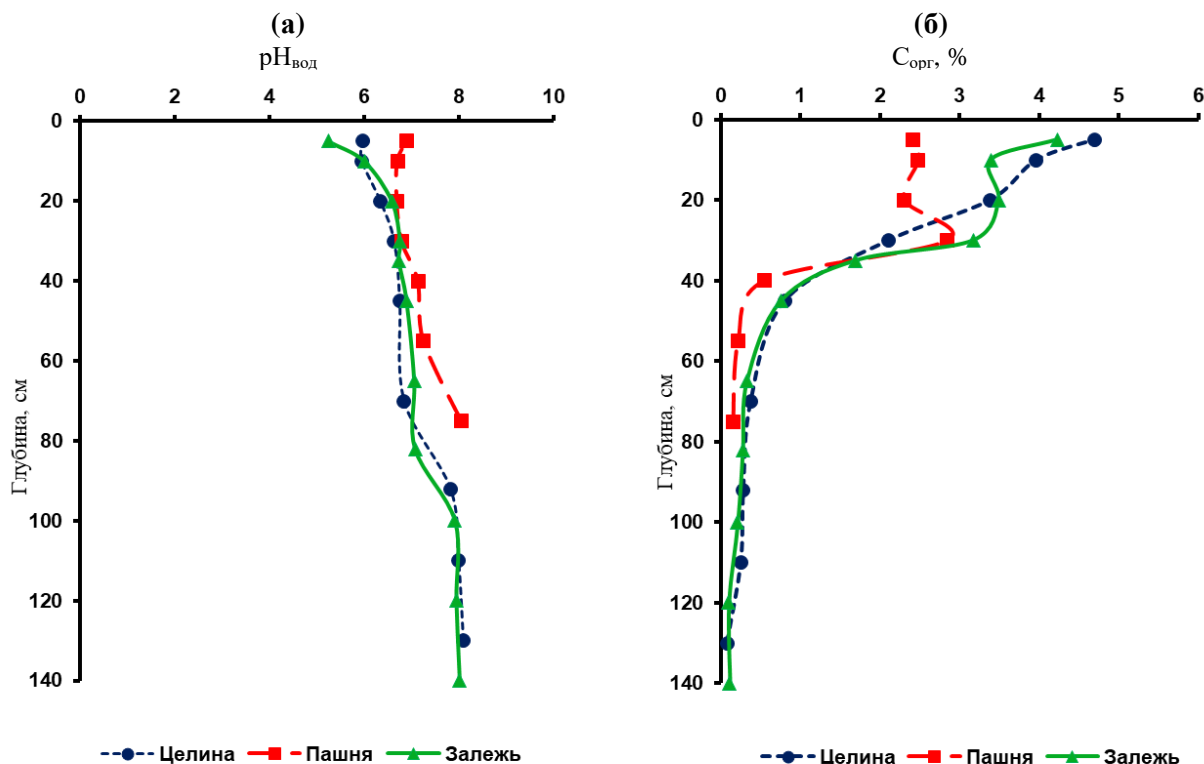 (а)
pHвод
0 2 4 6 8 10
0
20
40
60
80
100
120
140
Глубина, см
Целина Пашня Залежь
(б)
Cорг, %
0 1 2 3 4 5 6
0
20
40
60
80
100
120
140
Глубина, см
Целина Пашня Залежь